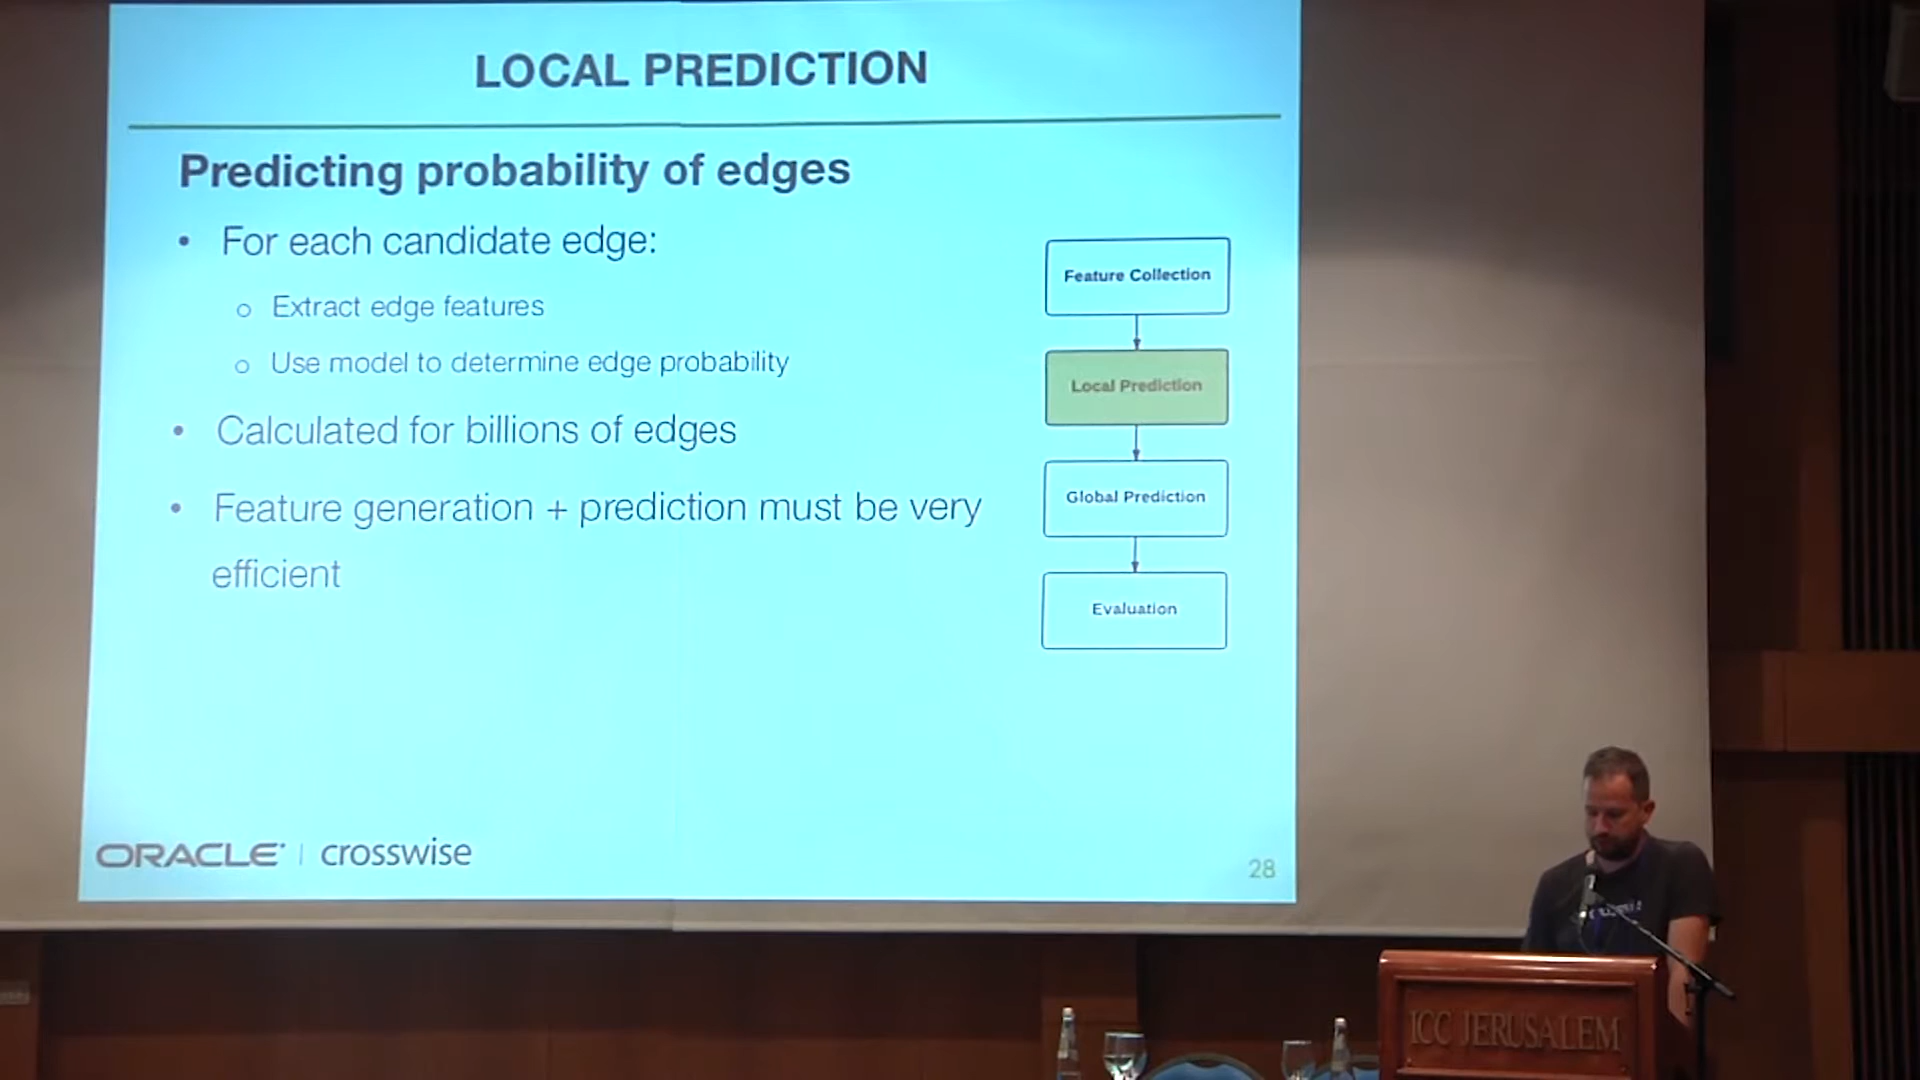 LOCAL PREDICTION
Predicting probability of edges
• For each candidate edge:
o Extract edge features
o Use model to determine edge probability
• Calculated for billions of edges
• Feature generation + prediction must be very
efficient
Feature Collection
Local Prediction
Global Prediction
Evaluation
ORACLE | crosswise
28
ICC JERUSALEM